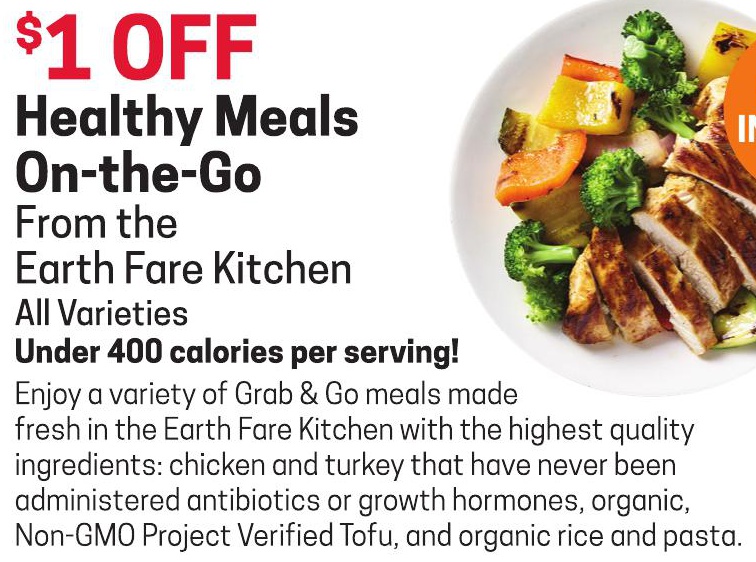 $1 OFF
Healthy Meals
On-the-Go
From the
Earth Fare Kitchen
All Varieties
Under 400 calories per serving!
Enjoy a variety of Grab & Go meals made
fresh in the Earth Fare Kitchen with the highest quality
ingredients: chicken and turkey that have never been
administered antibiotics or growth hormones, organic,
Non-GMO Project Verified Tofu, and organic rice and pasta.